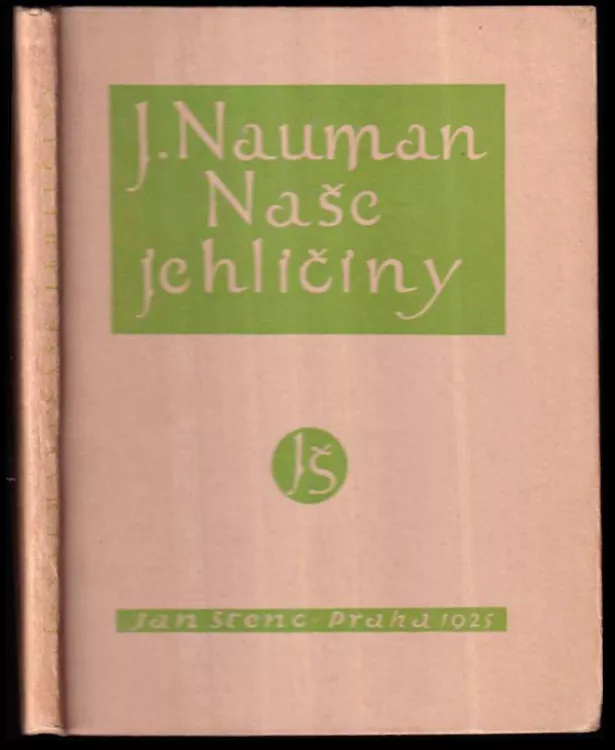 J. Nauman
Naše
jehličiny
JŠ
Jan Štenc · Praha 1925